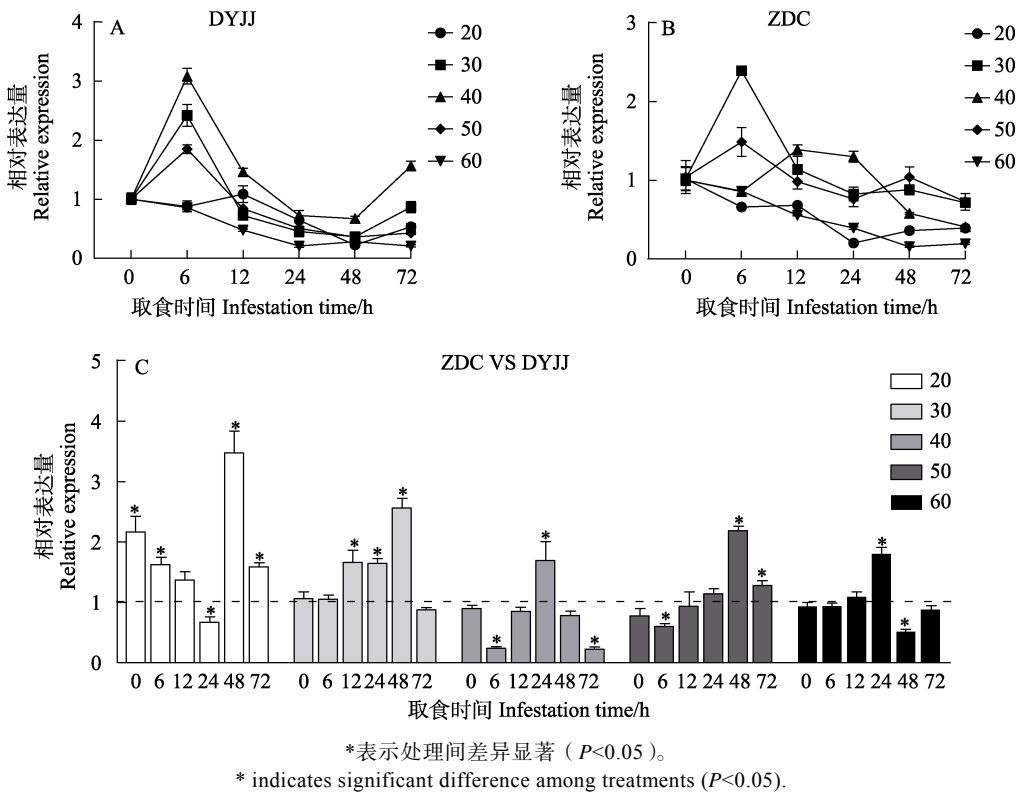 A
DYJJ
4
3
2
1
0
相对表达量
Relative expression
0 6 12 24 48 72
取食时间 Infestation time/h
20
30
40
50
60
B
ZDC
3
2
1
0
相对表达量
Relative expression
0 6 12 24 48 72
取食时间 Infestation time/h
20
30
40
50
60
C
ZDC VS DYJJ
5
4
3
2
1
0
相对表达量
Relative expression
* * * * * * * * * * * * * * * *
0 6 12 24 48 72 0 6 12 24 48 72 0 6 12 24 48 72 0 6 12 24 48 72 0 6 12 24 48 72
取食时间 Infestation time/h
20
30
40
50
60
*表示处理间差异显著（P<0.05）。
* indicates significant difference among treatments (P<0.05).